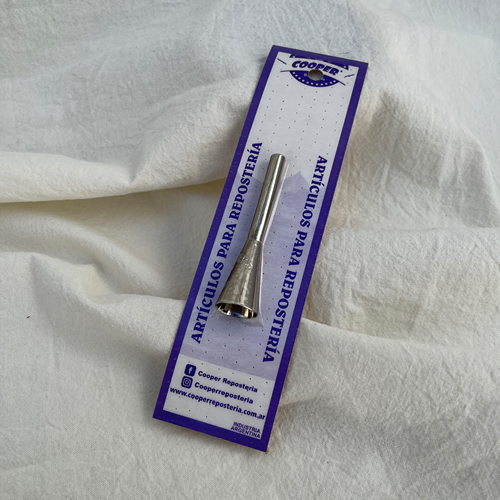 COOPER
ARTÍCULOS PARA REPOSTERÍA
ARTÍCULOS PARA REPOSTERÍA
Cooper Reposteria
Cooperreposteria
www.cooperreposteria.com.ar
INDUSTRIA
ARGENTINA